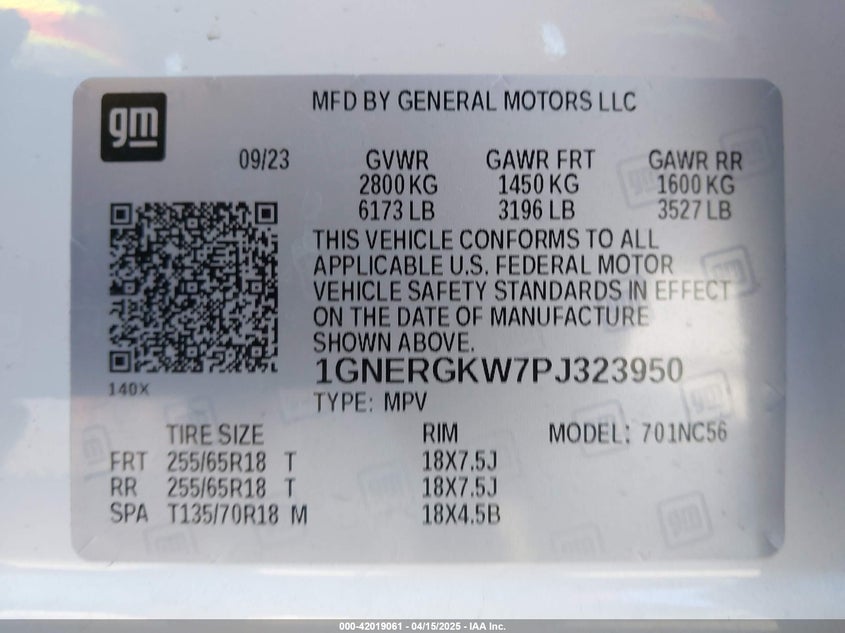 gm
MFD BY GENERAL MOTORS LLC
09/23 GVWR GAWR FRT GAWR RR
2800 KG 1450 KG 1600 KG
6173 LB 3196 LB 3527 LB
THIS VEHICLE CONFORMS TO ALL
APPLICABLE U.S. FEDERAL MOTOR
VEHICLE SAFETY STANDARDS IN EFFECT
ON THE DATE OF MANUFACTURE
SHOWN ABOVE.
1GNERGKW7PJ323950
140X
TYPE: MPV
TIRE SIZE RIM MODEL: 701NC56
FRT 255/65R18 T 18X7.5J
RR 255/65R18 T 18X7.5J
SPA T135/70R18 M 18X4.5B
000-42019061 - 04/15/2025 - IAA Inc.